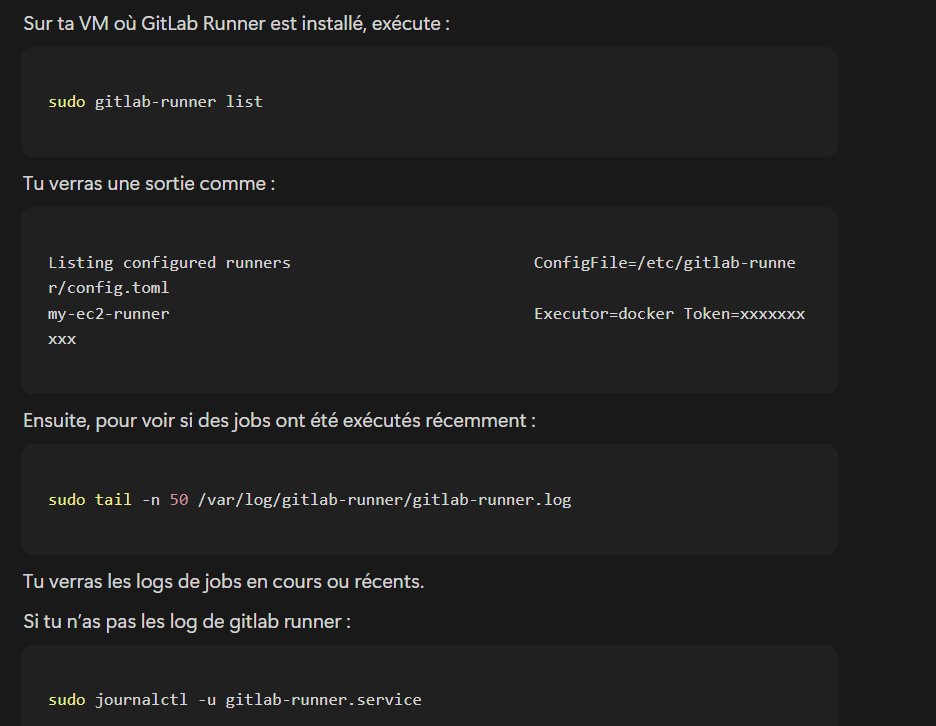 Sur ta VM où GitLab Runner est installé, exécute :
sudo gitlab-runner list
Tu verras une sortie comme :
Listing configured runners ConfigFile=/etc/gitlab-runne
r/config.toml
my-ec2-runner Executor=docker Token=xxxxxxx
xxx
Ensuite, pour voir si des jobs ont été exécutés récemment :
sudo tail -n 50 /var/log/gitlab-runner/gitlab-runner.log
Tu verras les logs de jobs en cours ou récents.
Si tu n’as pas les log de gitlab runner :
sudo journalctl -u gitlab-runner.service